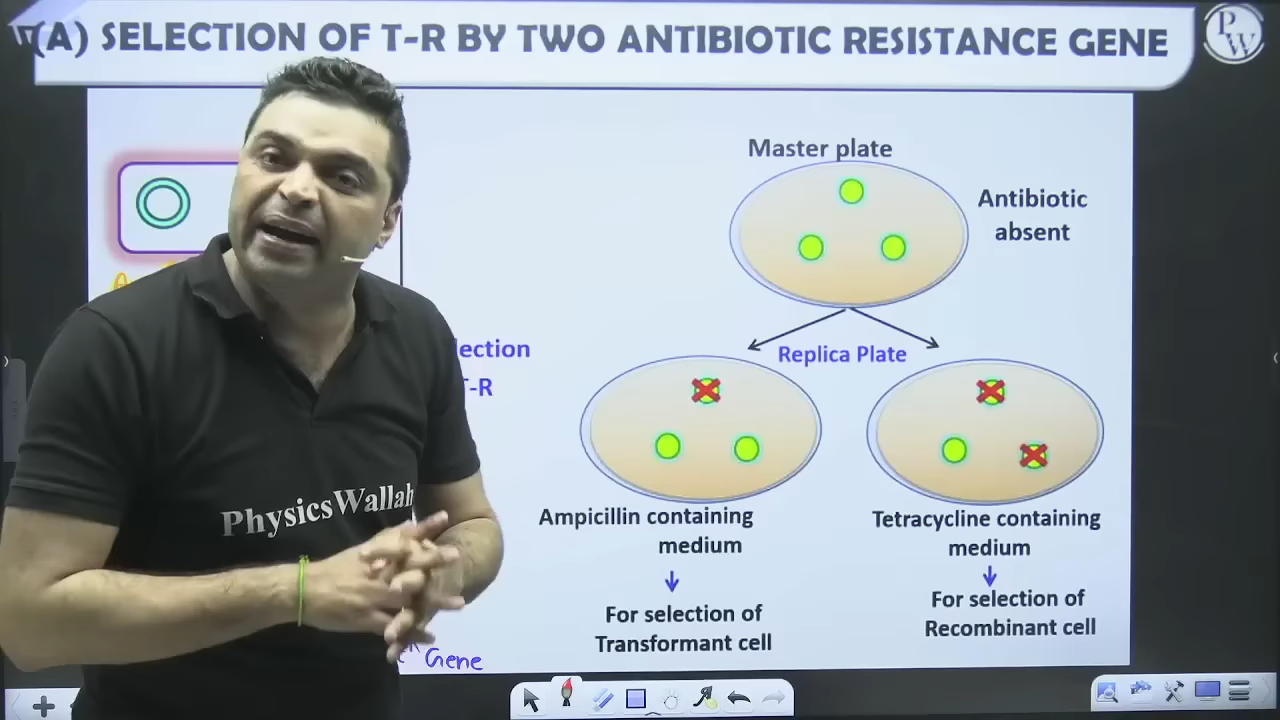 (A) SELECTION OF T-R BY TWO ANTIBIOTIC RESISTANCE GENE
PW
Master plate
Antibiotic
absent
lection
T-R
Replica Plate
PhysicsWallah
Ampicillin containing
medium
Tetracycline containing
medium
For selection of
Transformant cell
For selection of
Recombinant cell
Gene